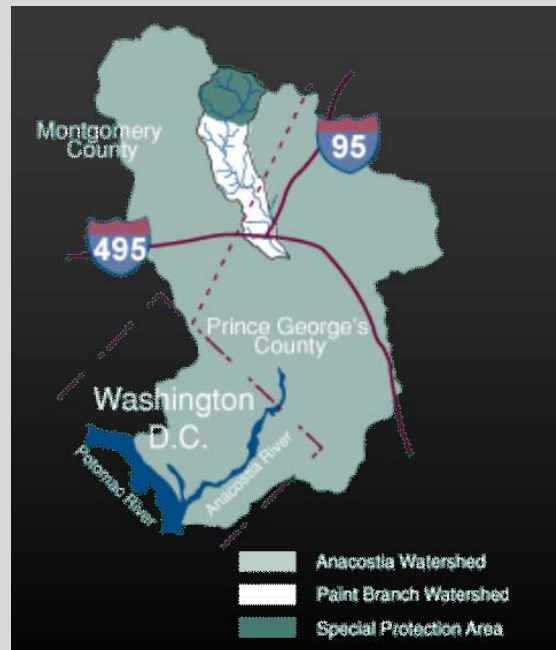 Montgomery
County
95
495
Prince George's
County
Washington
D.C.
Anacostia River
Potomac River
Anacostia Watershed
Paint Branch Watershed
Special Protection Area